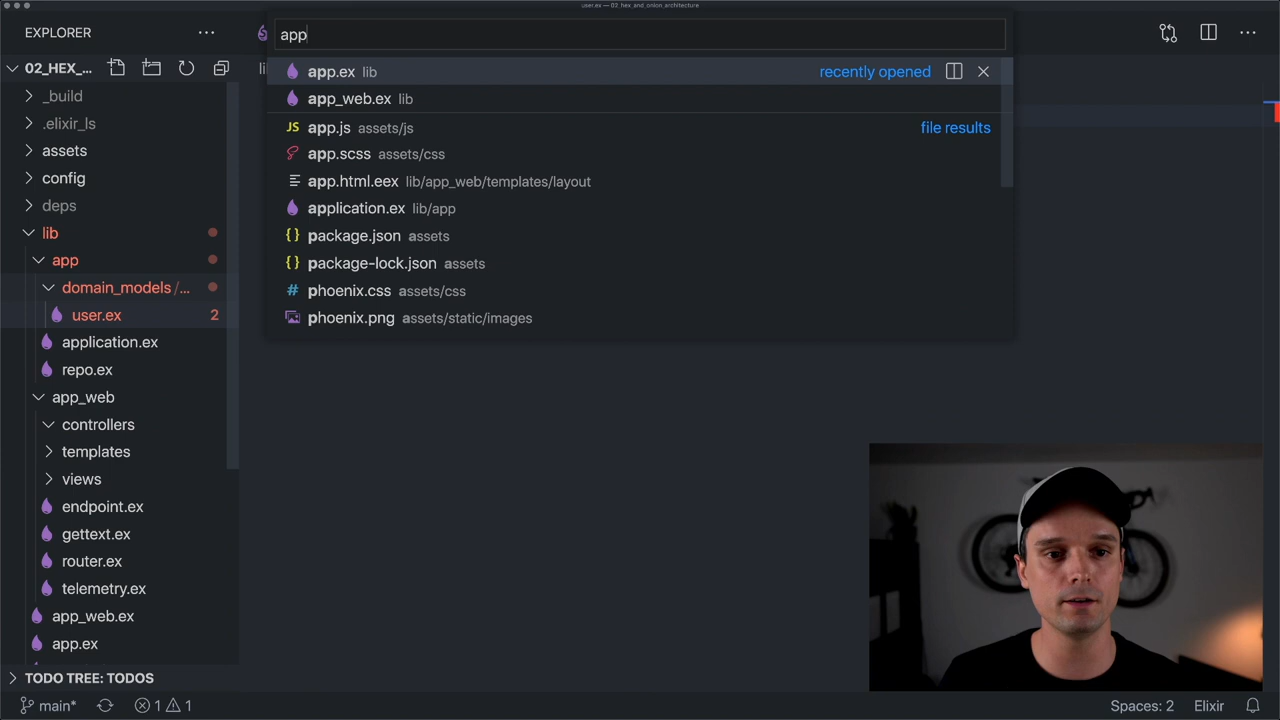 user.ex — 02_hex_and_onion_architecture
EXPLORER
02_HEX_...
_build
.elixir_ls
assets
config
deps
lib
app
domain_models /...
user.ex 2
application.ex
repo.ex
app_web
controllers
templates
views
endpoint.ex
gettext.ex
router.ex
telemetry.ex
app_web.ex
app.ex
TODO TREE: TODOS
app
app.ex lib recently opened
app_web.ex lib
JS app.js assets/js file results
app.scss assets/css
app.html.eex lib/app_web/templates/layout
application.ex lib/app
{ } package.json assets
{ } package-lock.json assets
# phoenix.css assets/css
phoenix.png assets/static/images
main* 1 1 Spaces: 2 Elixir